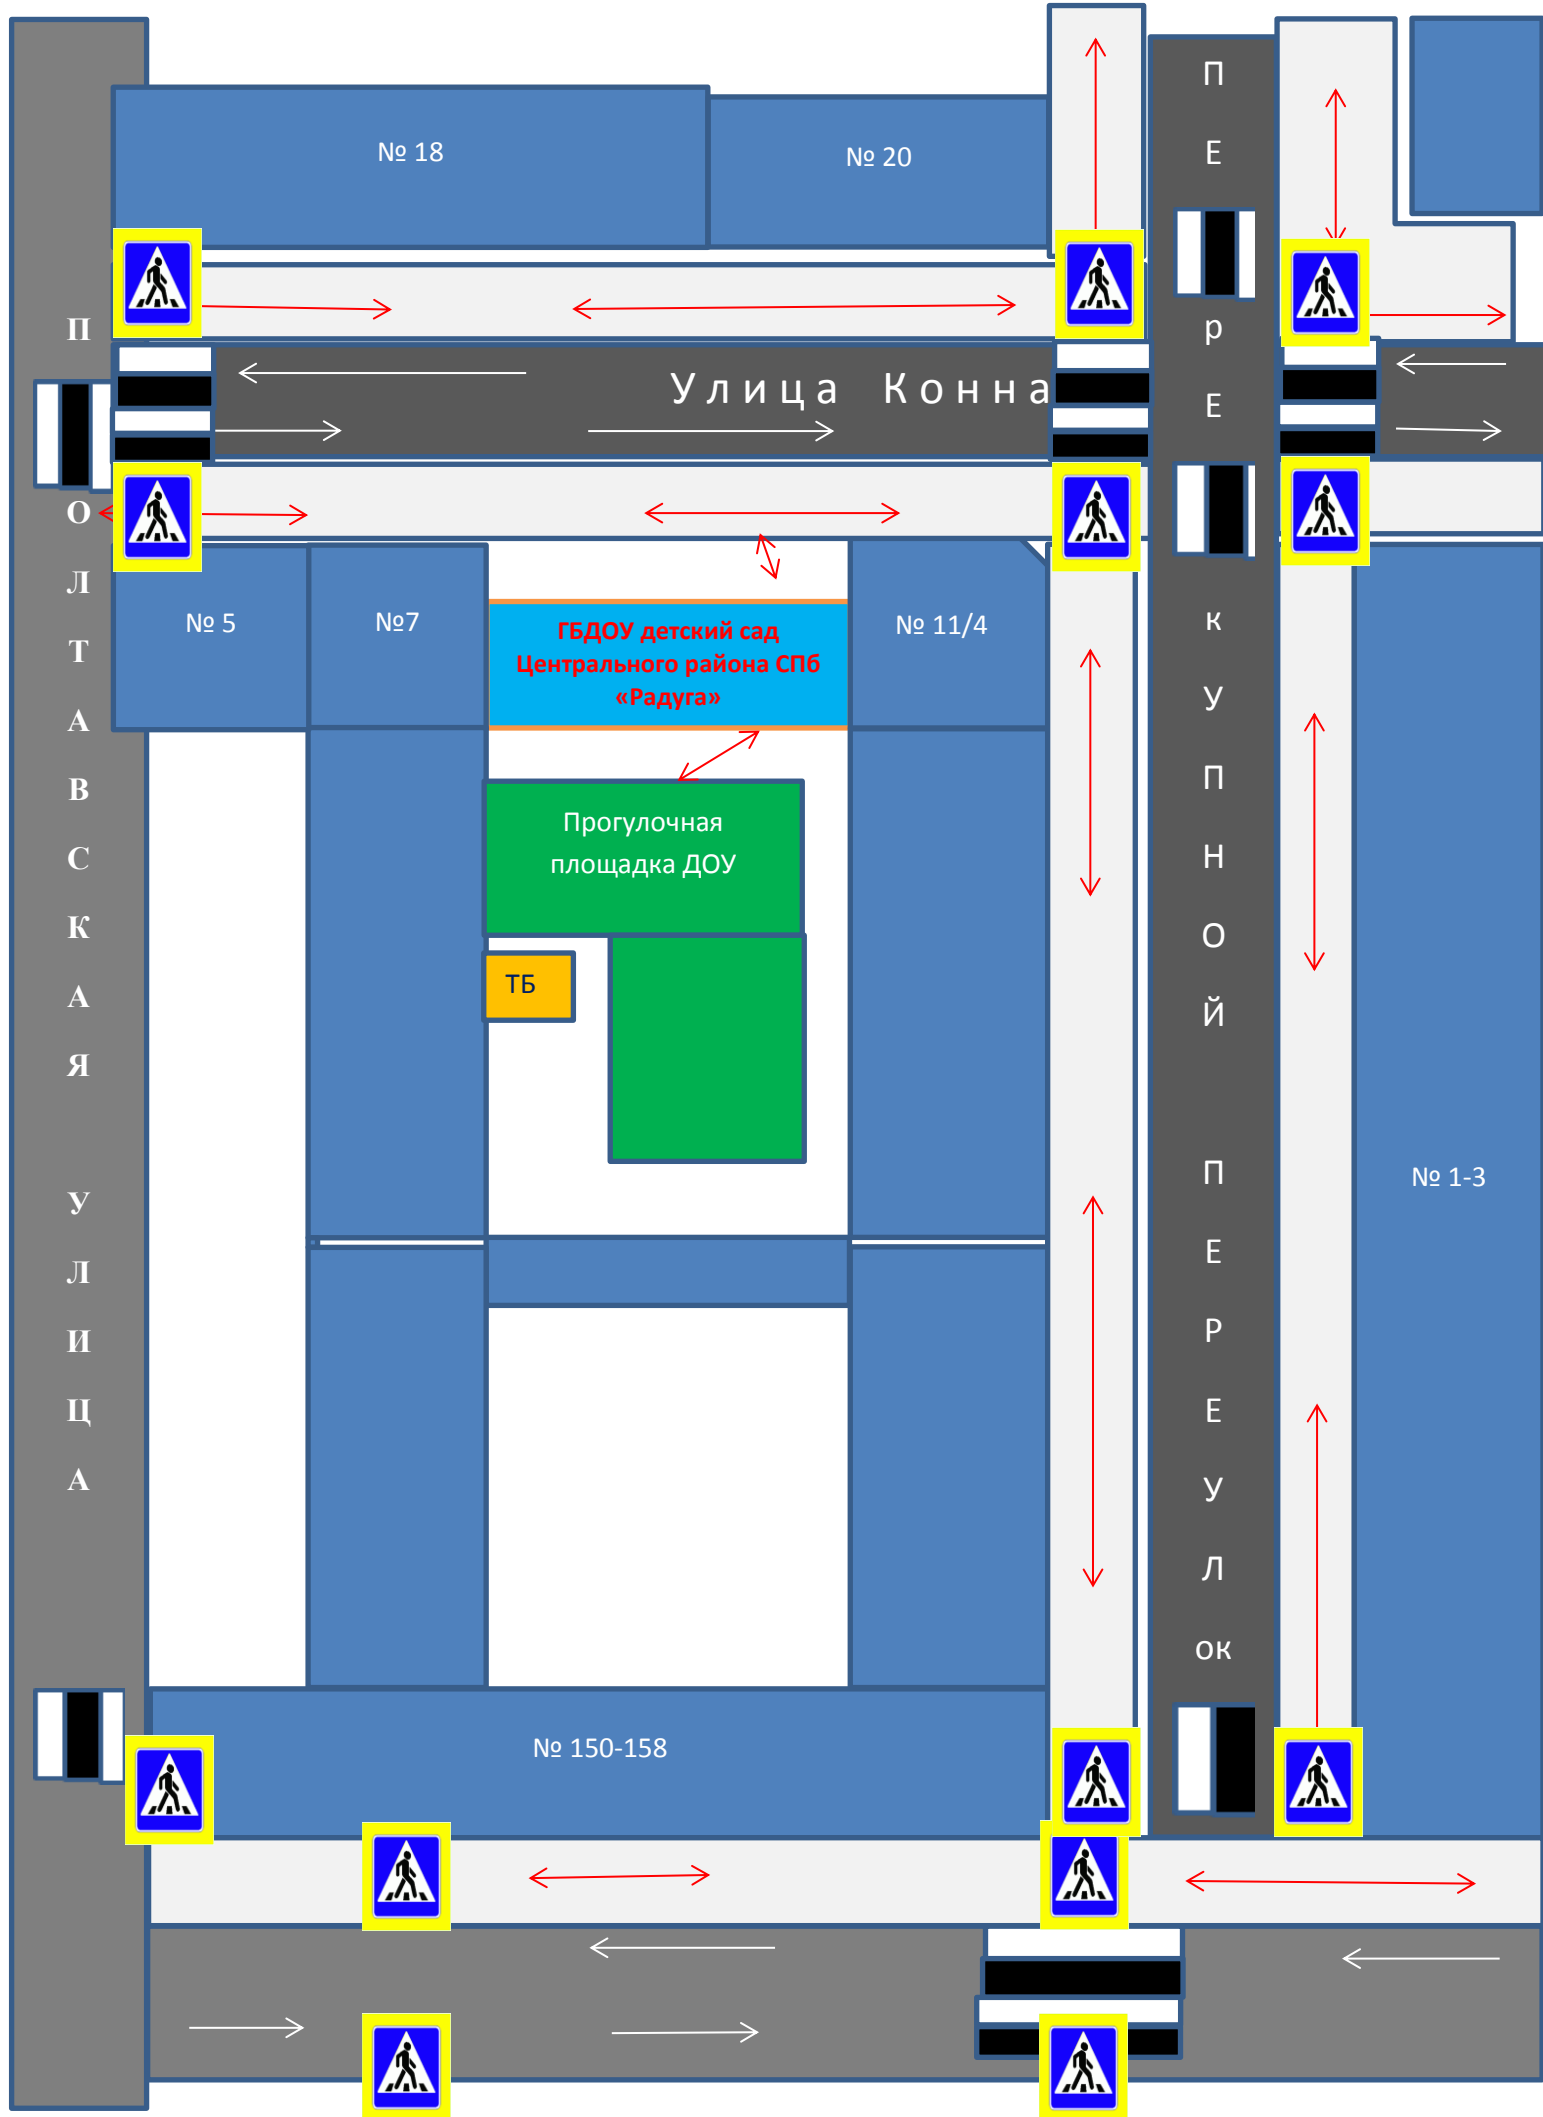 № 18
№ 20
Улица Конна
№ 5
№7
ГБДОУ детский сад
Центрального района СПб
«Радуга»
№ 11/4
Прогулочная
площадка ДОУ
ТБ
№ 1-3
№ 150-158
П
О
Л
Т
А
В
С
К
А
Я
У
Л
И
Ц
А
П
Е
р
Е
к
У
П
Н
О
Й
П
Е
Р
Е
У
Л
ок